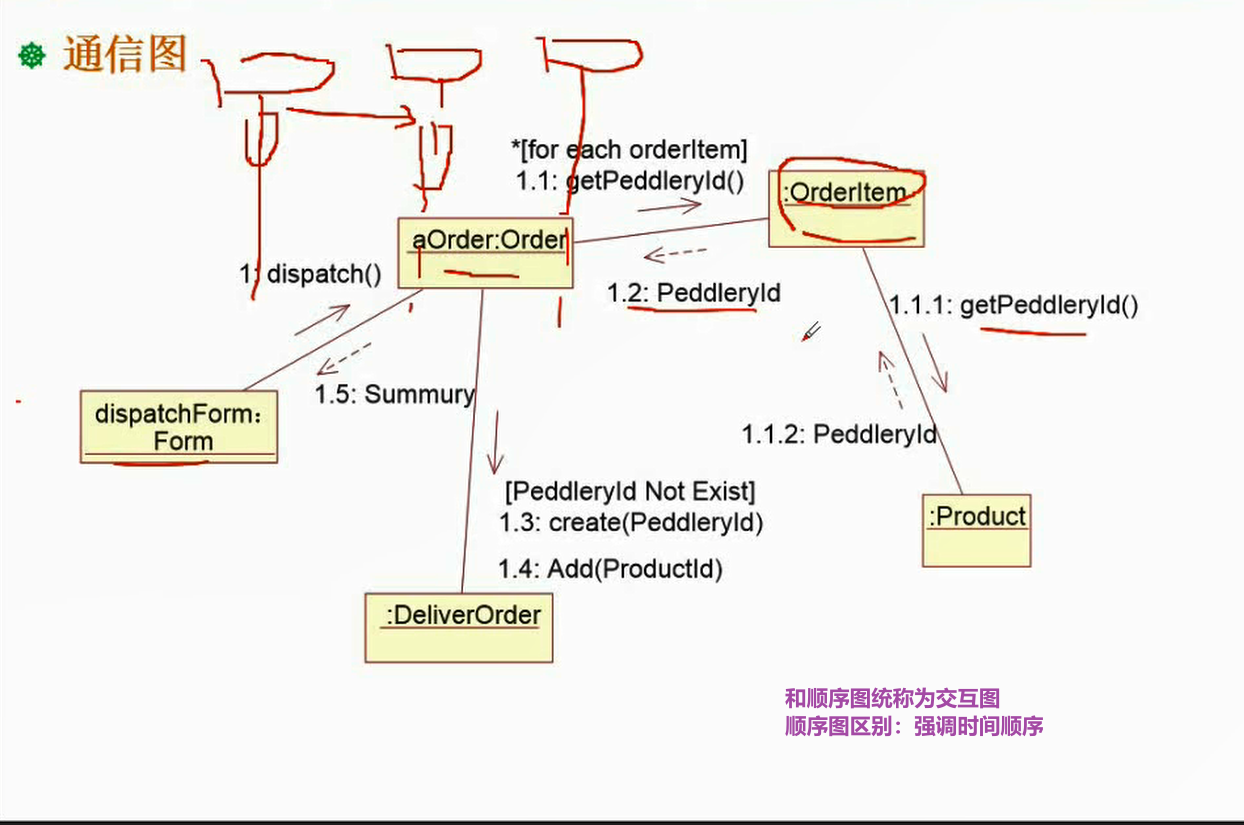 通信图
*[for each orderItem]
1.1: getPeddleryId()
:OrderItem
aOrder:Order
1: dispatch()
1.2: PeddleryId
1.1.1: getPeddleryId()
1.5: Summury
dispatchForm:
Form
1.1.2: PeddleryId
[PeddleryId Not Exist]
1.3: create(PeddleryId)
:Product
1.4: Add(ProductId)
:DeliverOrder
和顺序图统称为交互图
顺序图区别：强调时间顺序